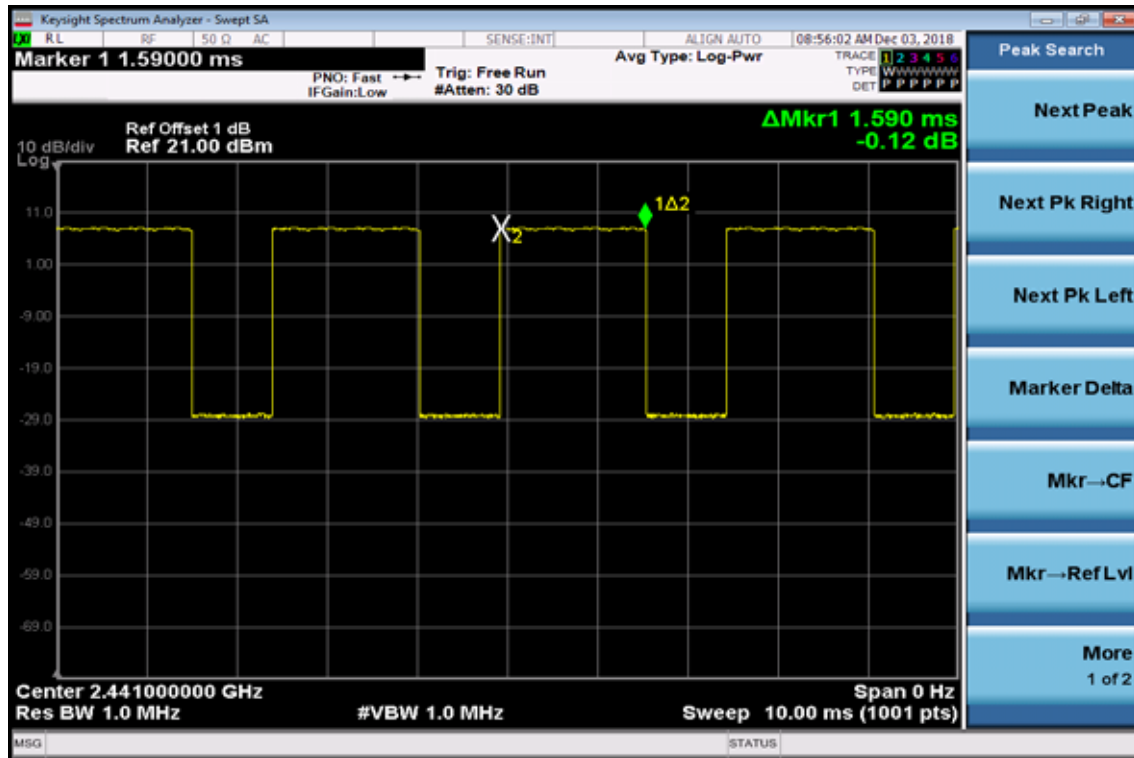 Keysight Spectrum Analyzer - Swept SA
RL RF 50 Ω AC SENSE:INT ALIGN AUTO 08:56:02 AM Dec 03, 2018
Marker 1 1.59000 ms
PNO: Fast
IFGain:Low
Trig: Free Run
#Atten: 30 dB
Avg Type: Log-Pwr
TRACE 1 2 3 4 5 6
TYPE WWWWWW
DET P P P P P P
Peak Search
ΔMkr1 1.590 ms
-0.12 dB
Ref Offset 1 dB
10 dB/div Ref 21.00 dBm
Log
11.0
1.00
-9.00
-19.0
-29.0
-39.0
-49.0
-59.0
-69.0
X2
1Δ2
Center 2.441000000 GHz Span 0 Hz
Res BW 1.0 MHz #VBW 1.0 MHz Sweep 10.00 ms (1001 pts)
MSG STATUS
Next Peak
Next Pk Right
Next Pk Left
Marker Delta
Mkr→CF
Mkr→Ref Lvl
More
1 of 2